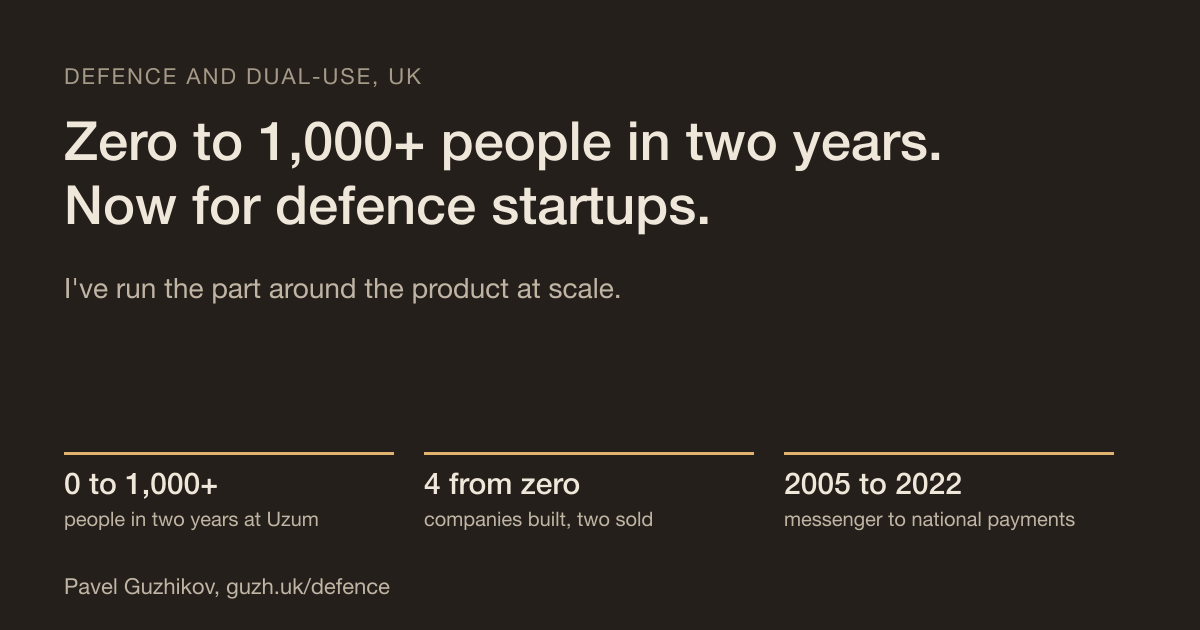 DEFENCE AND DUAL-USE, UK
Zero to 1,000+ people in two years.
Now for defence startups.
I've run the part around the product at scale.
0 to 1,000+
people in two years at Uzum
4 from zero
companies built, two sold
2005 to 2022
messenger to national payments
Pavel Guzhikov, guzh.uk/defence